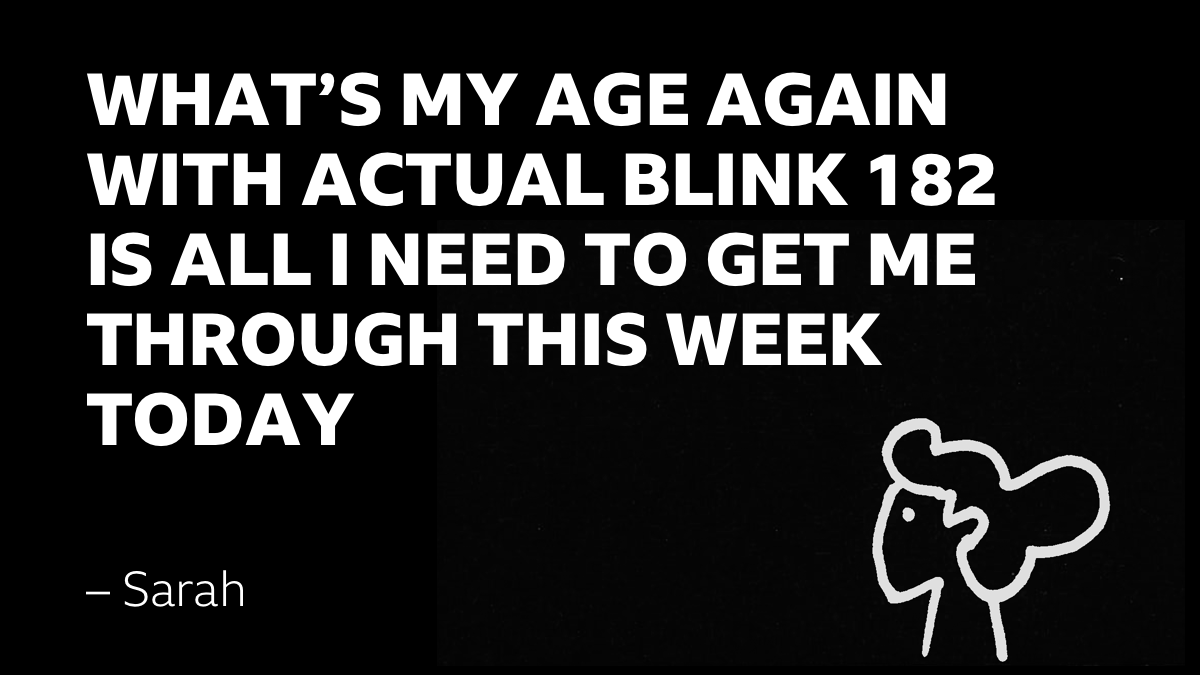 WHAT’S MY AGE AGAIN
WITH ACTUAL BLINK 182
IS ALL I NEED TO GET ME
THROUGH THIS WEEK
TODAY
– Sarah